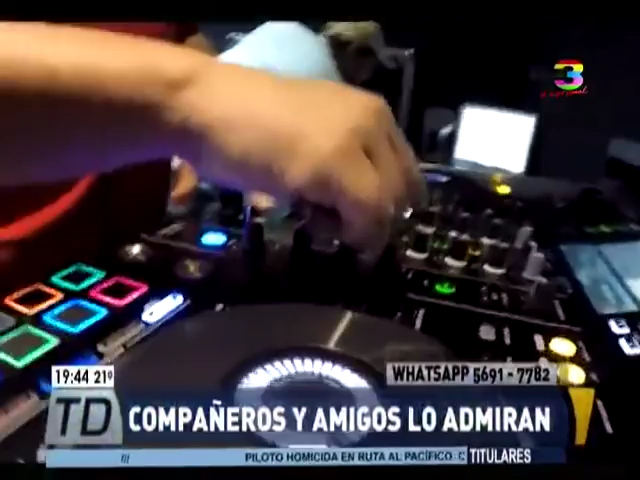 3
19:44 21°
WHATSAPP 5691 - 7782
TD
COMPAÑEROS Y AMIGOS LO ADMIRAN
PILOTO HOMICIDA EN RUTA AL PACÍFICO: C
TITULARES